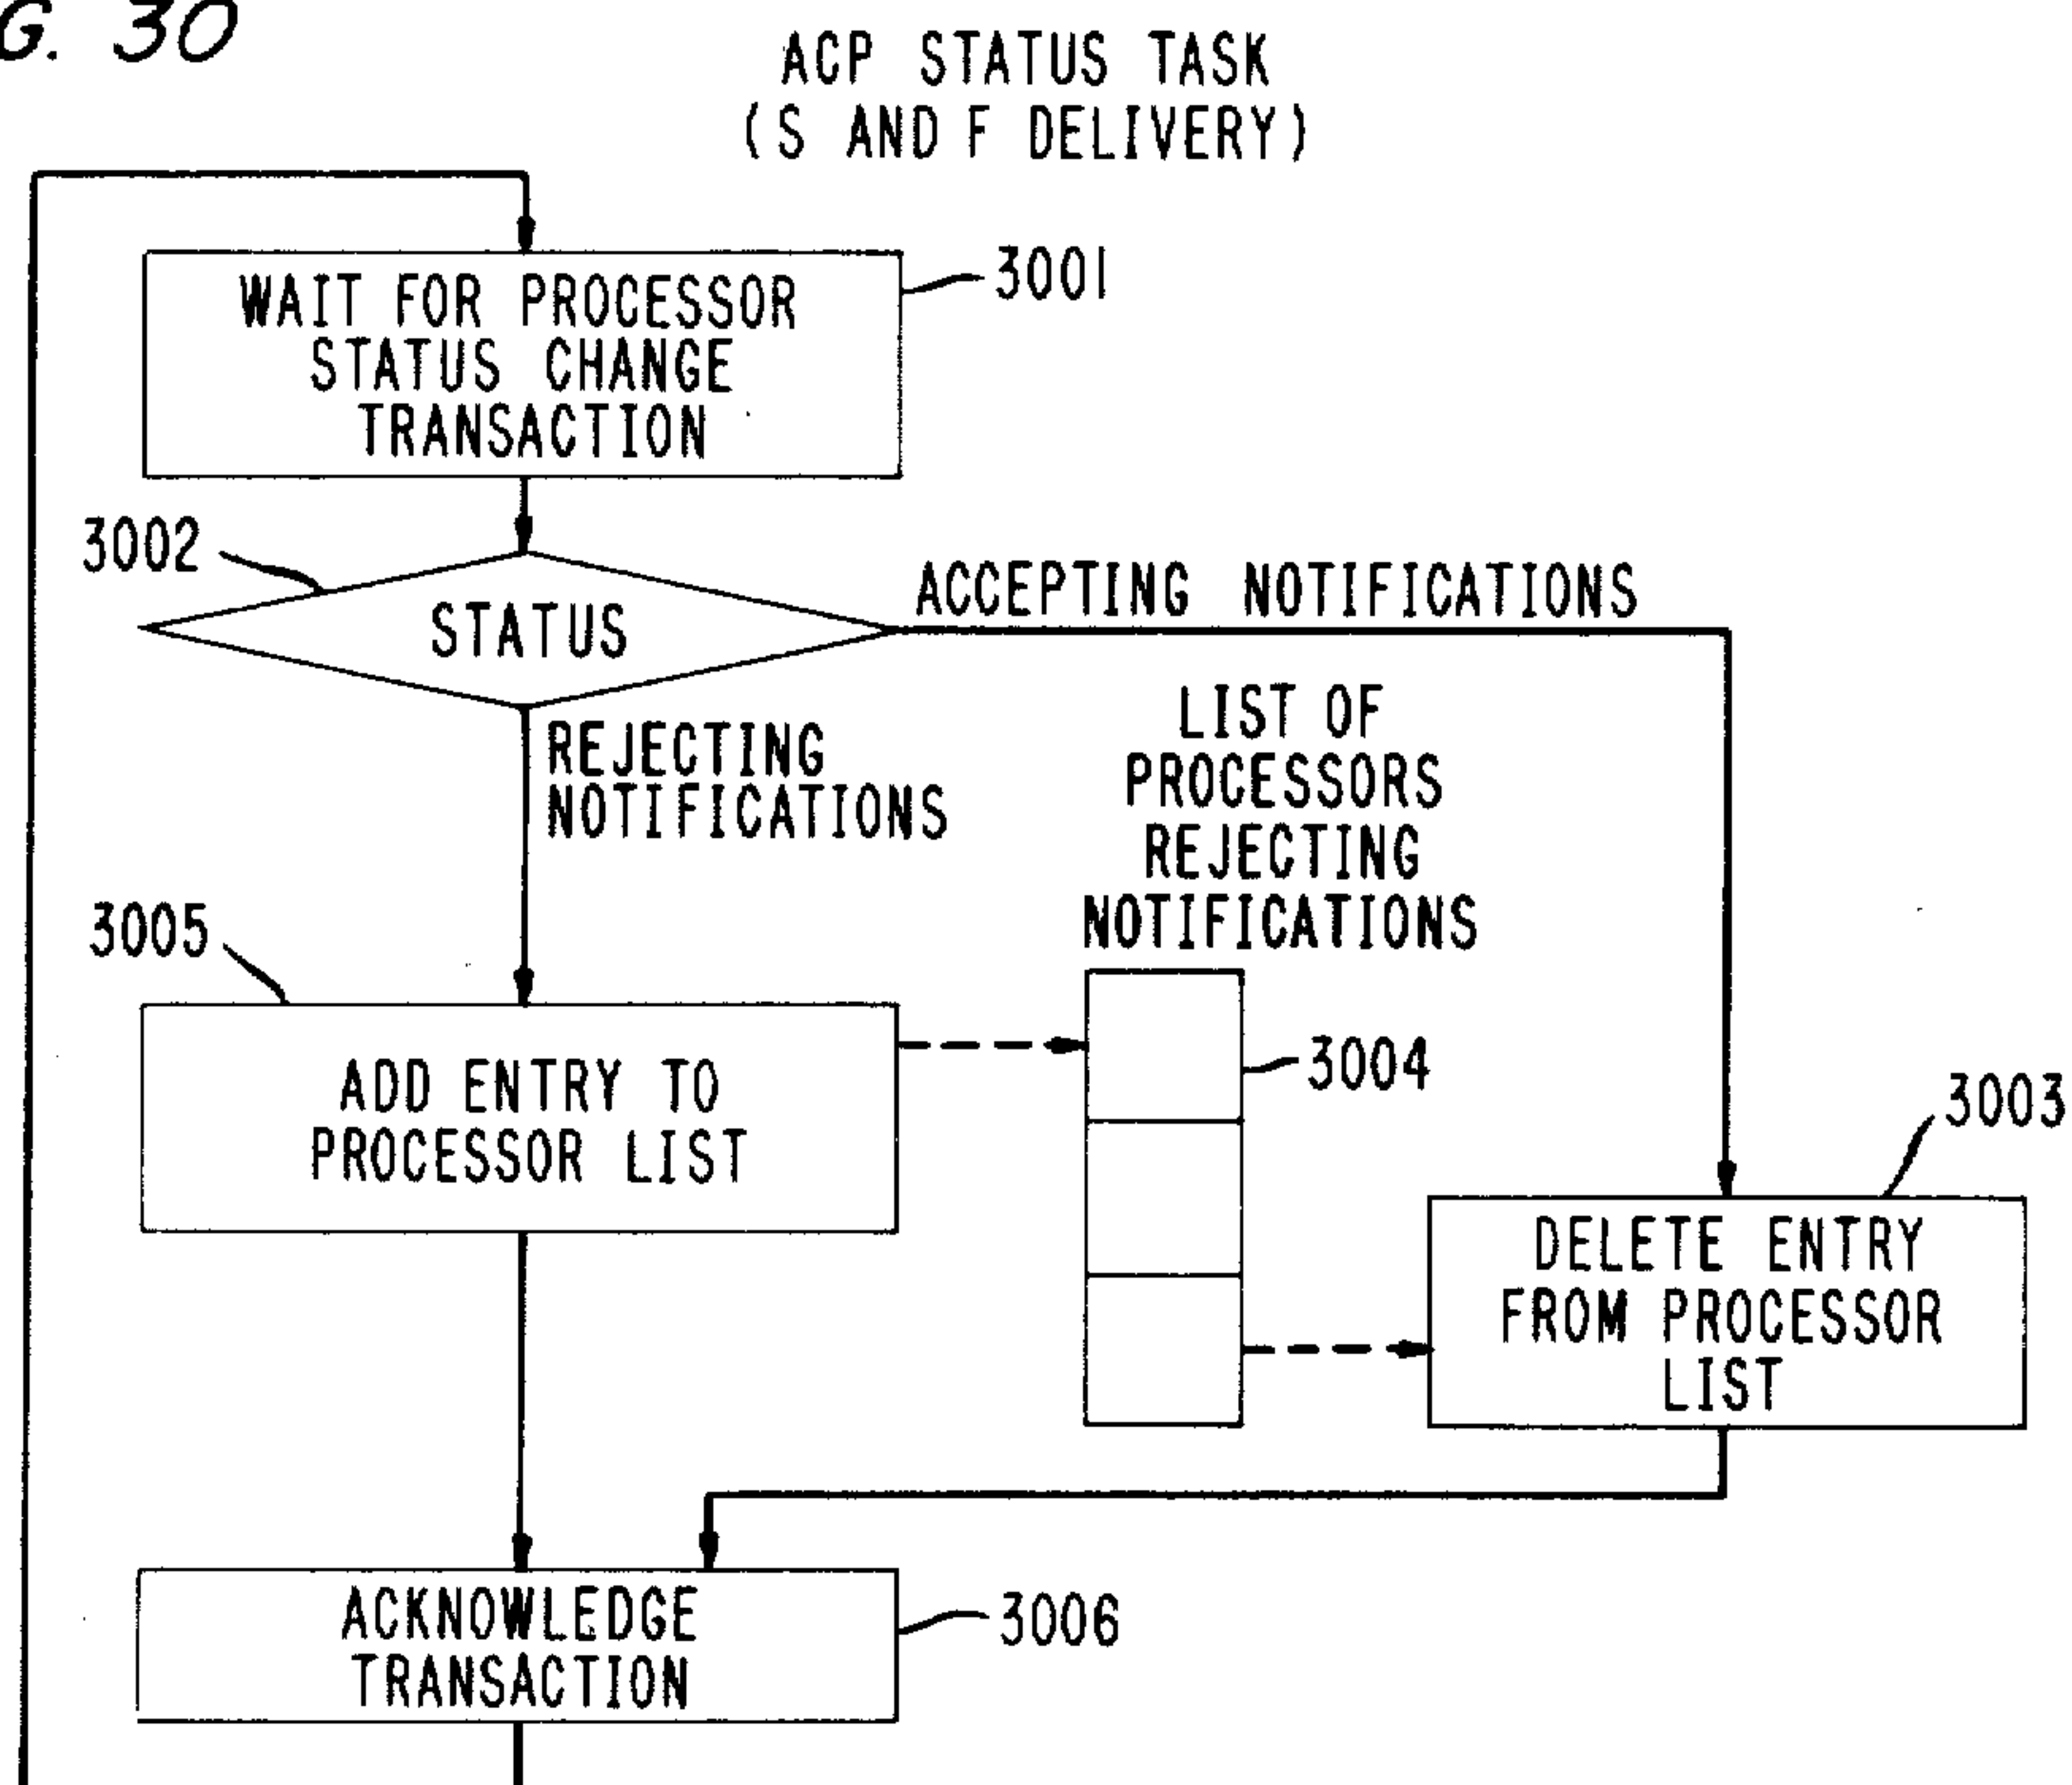 G. 30
ACP STATUS TASK
(S AND F DELIVERY)
WAIT FOR PROCESSOR
STATUS CHANGE
TRANSACTION
3001
3002
STATUS
ACCEPTING NOTIFICATIONS
REJECTING
NOTIFICATIONS
LIST OF
PROCESSORS
REJECTING
NOTIFICATIONS
3005
ADD ENTRY TO
PROCESSOR LIST
3004
3003
DELETE ENTRY
FROM PROCESSOR
LIST
ACKNOWLEDGE
TRANSACTION
3006